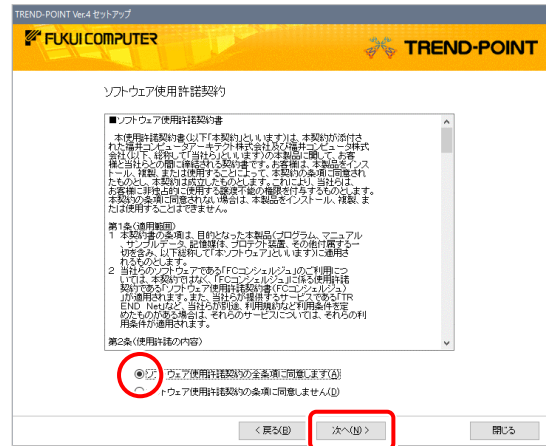 TREND-POINT Ver.4 セットアップ
FUKUI COMPUTER
TREND-POINT
ソフトウェア使用許諾契約
■ソフトウェア使用許諾契約書
本使用許諾契約書(以下「本契約」といいます)は、本契約が添付さ
れた福井コンピュータアーキテクト株式会社及び福井コンピュータ株式
会社(以下、総称して「当社ら」といいます)の本製品に関して、お客
様と当社らとの間に締結される契約書です。お客様は、本製品をインス
トール、複製、または使用することによって、本契約の条項に同意され
たものとし、本契約は成立したものとします。これにより、当社らは、
お客様に非独占的に使用する譲渡不能の権限を付与するものとします。
本契約の条項に同意されない場合は、本製品をインストール、複製、ま
たは使用することはできません。
第1条(適用範囲)
1 本契約書の条項は、目的となった本製品(プログラム、マニュアル
、サンプルデータ、記憶媒体、プロテクト装置、その他付属する一
切を含み、以下総称して「本ソフトウェア」といいます)に適用さ
れるものとします。
2 当社らのソフトウェアである「FCコンシェルジュ」のご利用につ
いては、本契約ではなく、「FCコンシェルジュ」に係る使用許諾
契約である「ソフトウェア使用許諾契約書(FCコンシェルジュ)
」が適用されます。また、当社らが提供するサービスである「TR
END Net」など、当社らが別途、利用規約など利用条件を定
めたものがある場合は、それらのサービスについては、それらの利
用条件が適用されます。
第2条(使用許諾の内容)
ソフトウェア使用許諾契約の全条項に同意します(A)
トウェア使用許諾契約の条項に同意しません(D)
< 戻る(B)
次へ(N) >
閉じる